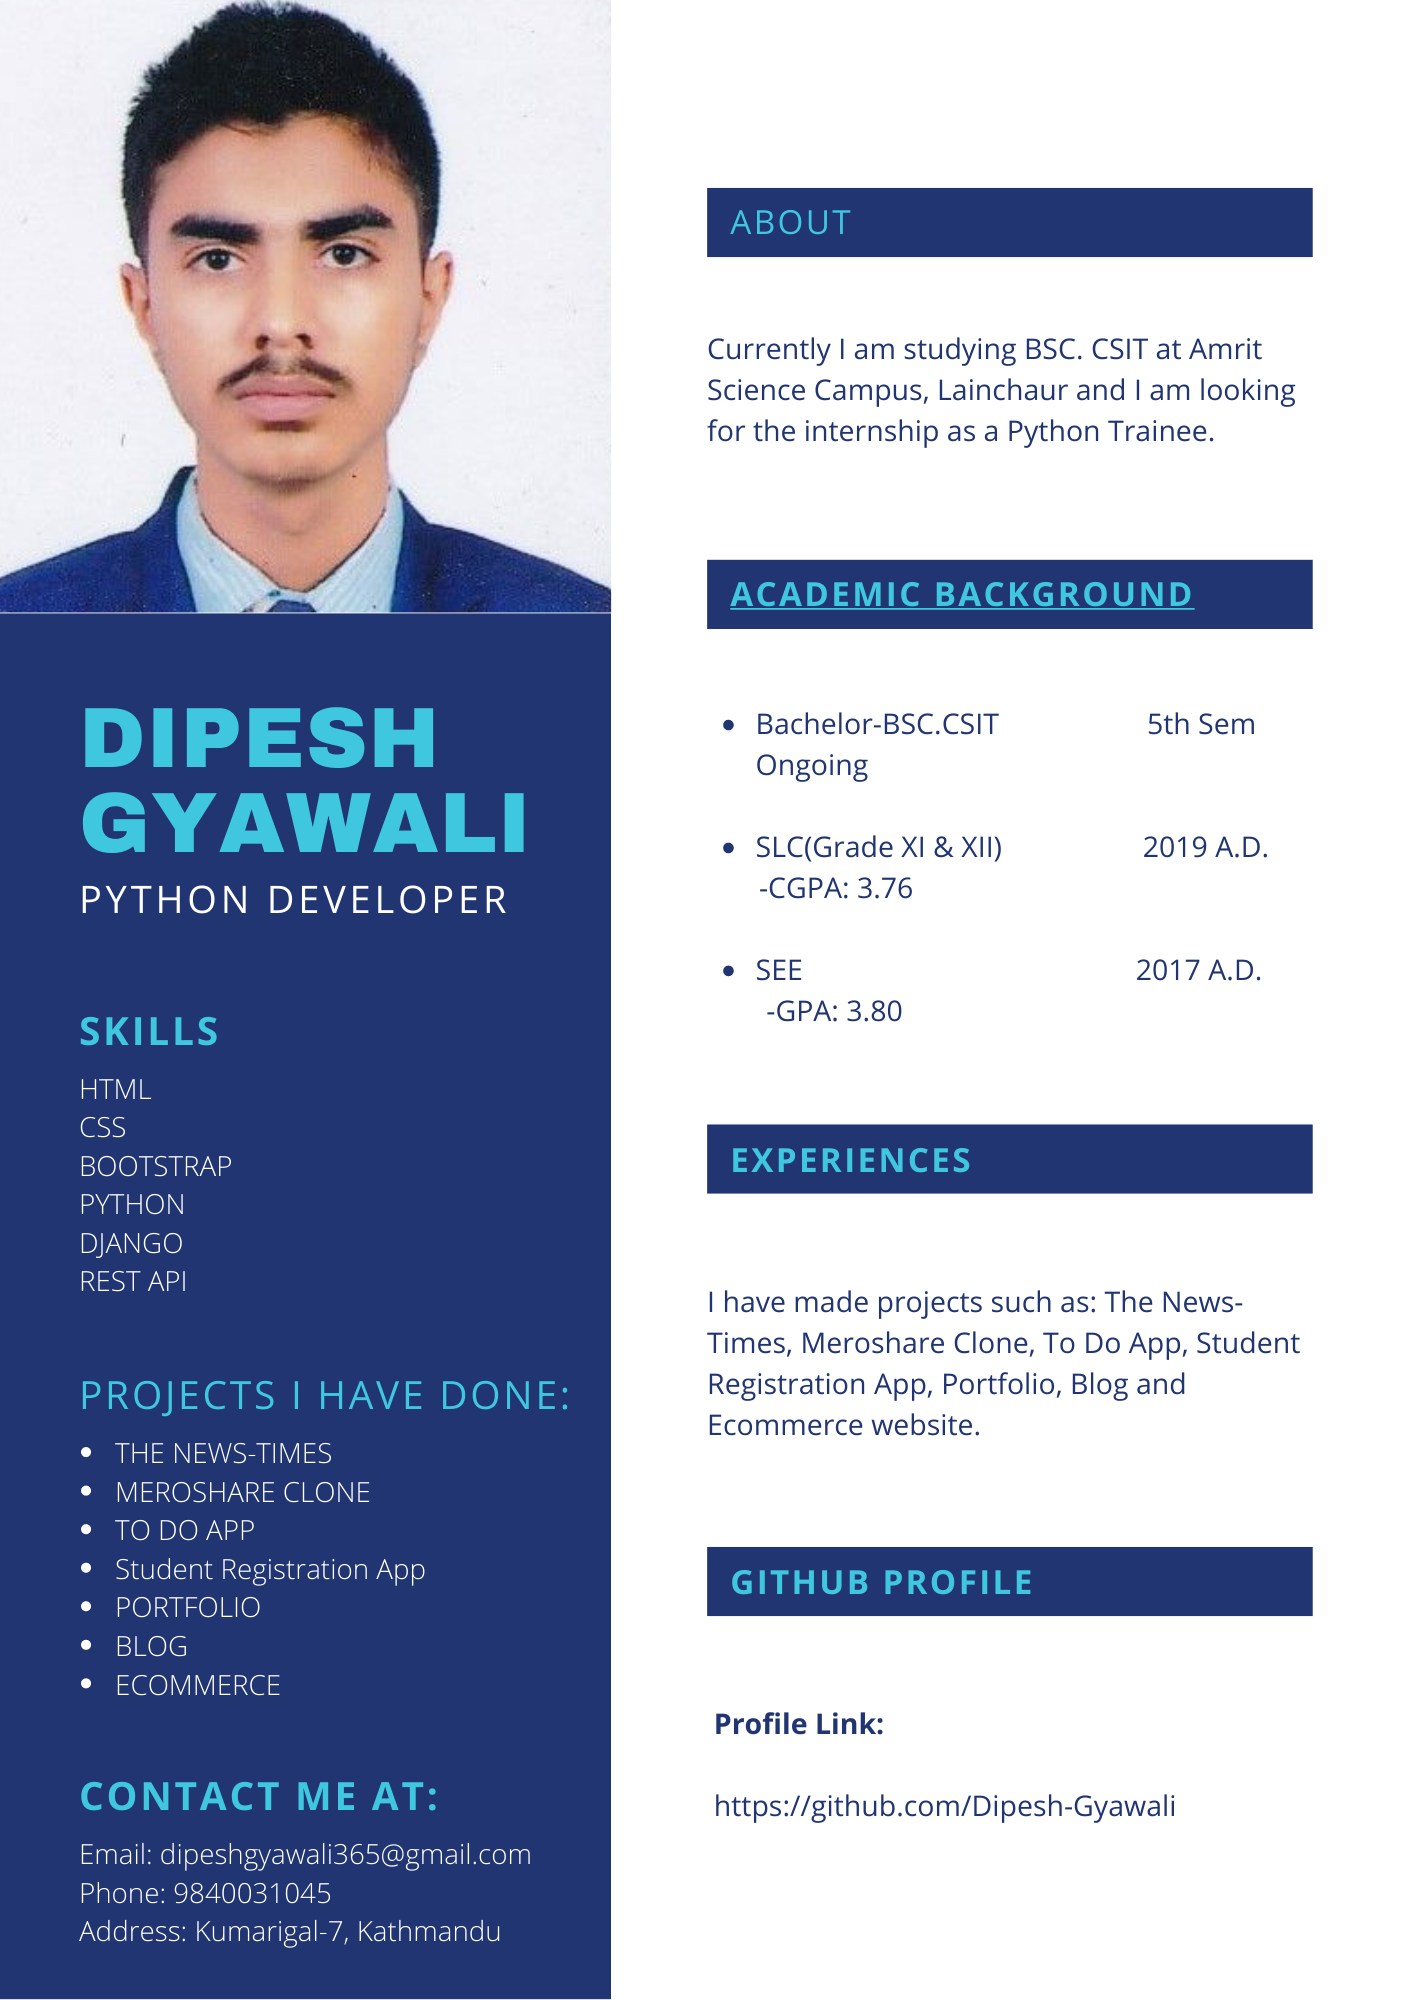 DIPESH
GYAWALI
PYTHON DEVELOPER
SKILLS
HTML
CSS
BOOTSTRAP
PYTHON
DJANGO
REST API
PROJECTS I HAVE DONE:
• THE NEWS-TIMES
• MEROSHARE CLONE
• TO DO APP
• Student Registration App
• PORTFOLIO
• BLOG
• ECOMMERCE
CONTACT ME AT:
Email: dipeshgyawali365@gmail.com
Phone: 9840031045
Address: Kumarigal-7, Kathmandu
ABOUT
Currently I am studying BSC. CSIT at Amrit
Science Campus, Lainchaur and I am looking
for the internship as a Python Trainee.
ACADEMIC BACKGROUND
• Bachelor-BSC.CSIT 5th Sem
Ongoing
• SLC(Grade XI & XII) 2019 A.D.
-CGPA: 3.76
• SEE 2017 A.D.
-GPA: 3.80
EXPERIENCES
I have made projects such as: The News-
Times, Meroshare Clone, To Do App, Student
Registration App, Portfolio, Blog and
Ecommerce website.
GITHUB PROFILE
Profile Link:
https://github.com/Dipesh-Gyawali